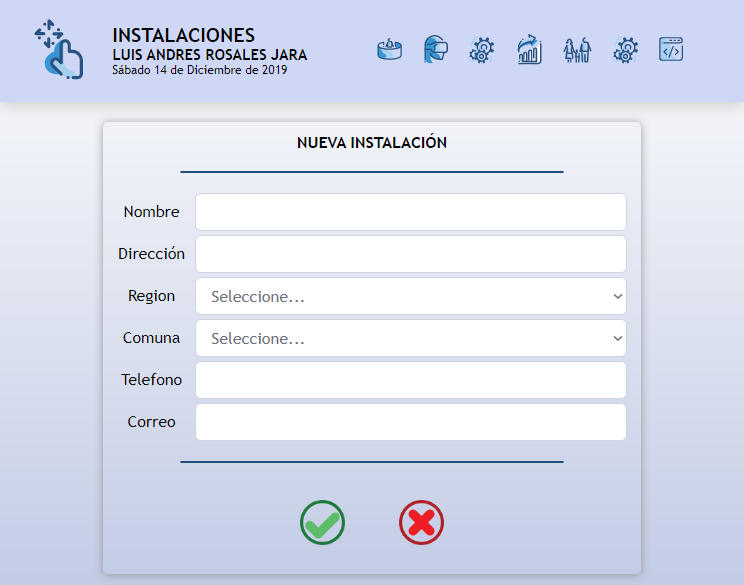 INSTALACIONES
LUIS ANDRES ROSALES JARA
Sábado 14 de Diciembre de 2019
</>
NUEVA INSTALACIÓN
Nombre
Dirección
Region Seleccione...
Comuna Seleccione...
Telefono
Correo